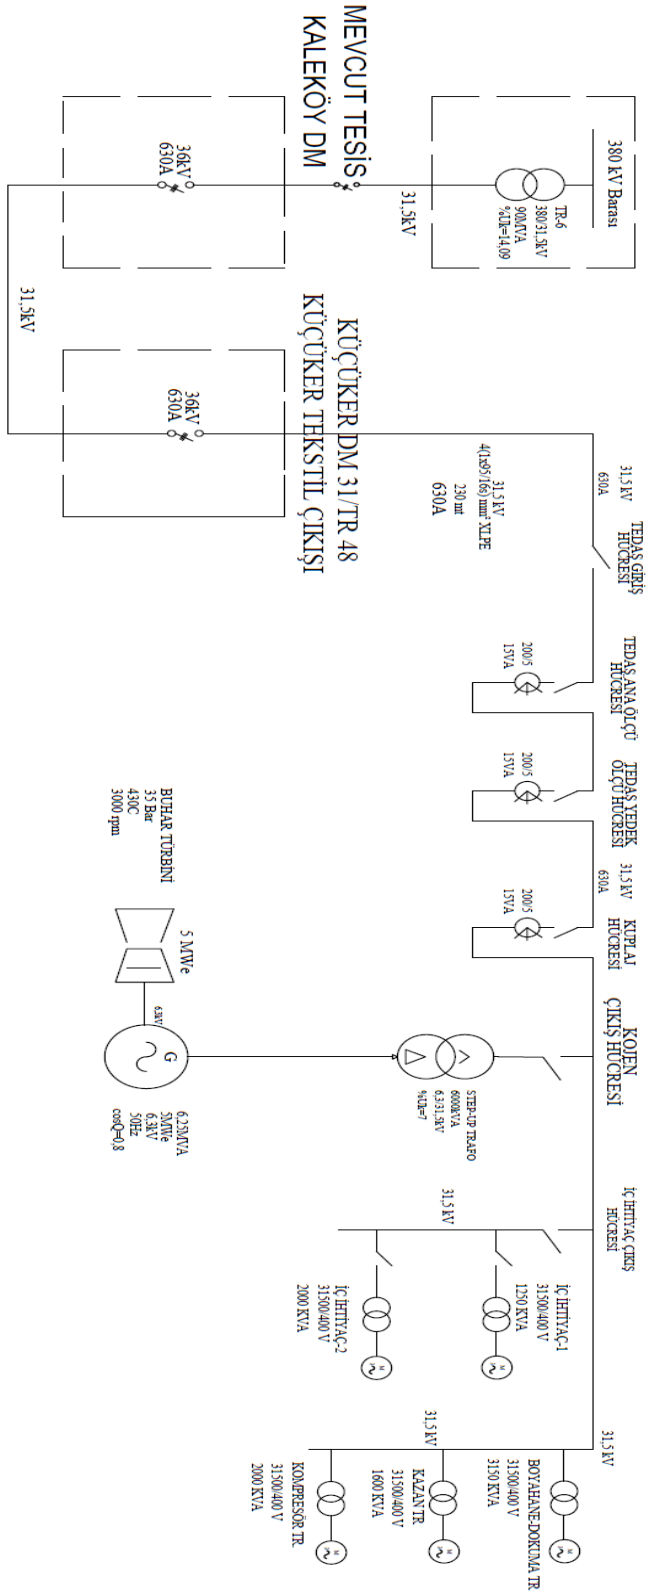 380 kV Barası
TR-6
380/31,5kV
90MVA
%Uk=14,09
31,5kV
MEVCUT TESİS
KALEKÖY DM
36kV
630A
31,5kV
KÜÇÜKER DM 31/TR 48
KÜÇÜKER TEKSTİL ÇIKIŞI
36kV
630A
31,5 kV
4(1x95/16s) mm² XLPE
230 mt
630A
31,5 kV
630A
TEDAŞ GİRİŞ
HÜCRESİ
TEDAŞ ANA ÖLÇÜ
HÜCRESİ
200/5
15VA
TEDAŞ YEDEK
ÖLÇÜ HÜCRESİ
200/5
15VA
31,5 kV
630A
KUPLAJ
HÜCRESİ
200/5
15VA
KOJEN
ÇIKIŞ HÜCRESİ
STEP-UP TRAFO
6000kVA
6,3/31,5kV
%Uk=7
BUHAR TÜRBİNİ
35 Bar
430C
3000 rpm
5 MWe
6.3kV
G
6,25MVA
5MWe
6,3kV
50Hz
cosQ=0,8
İÇ İHTİYAÇ ÇIKIŞ
HÜCRESİ
31,5 kV
İÇ İHTİYAÇ-1
31500/400 V
1250 KVA
M
İÇ İHTİYAÇ-2
31500/400 V
2000 KVA
M
31,5 kV
31,5 kV
BOYAHANE-DOKUMA TR
31500/400 V
3150 KVA
M
KAZAN TR
31500/400 V
1600 KVA
M
KOMPRESÖR TR.
31500/400 V
2000 KVA
M